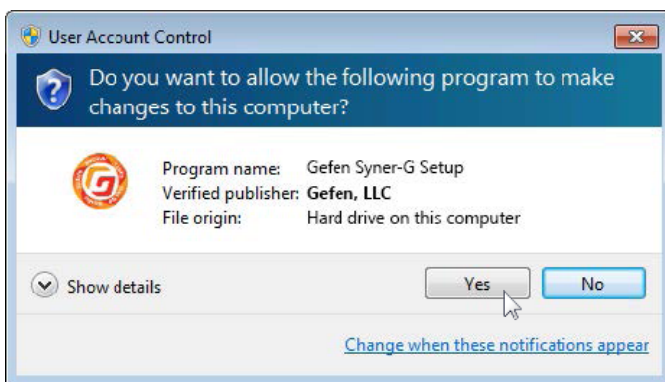 User Account Control
Do you want to allow the following program to make
changes to this computer?
Program name: Gefen Syner-G Setup
Verified publisher: Gefen, LLC
File origin: Hard drive on this computer
Show details
Yes
No
Change when these notifications appear